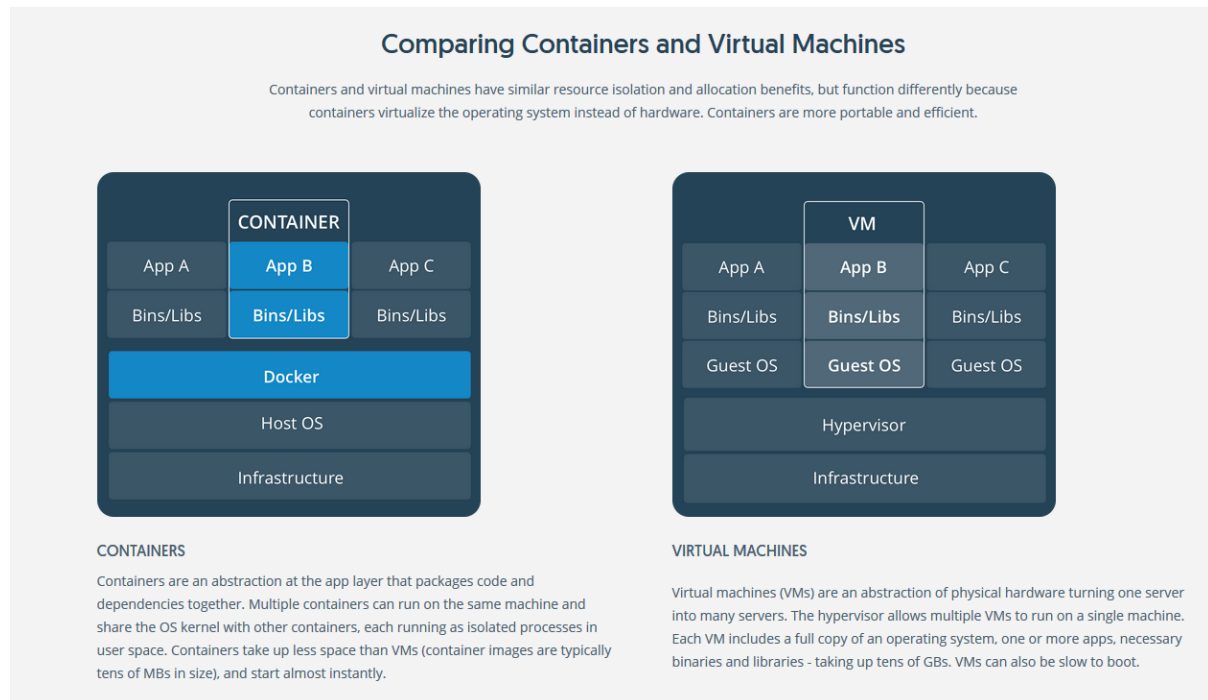 Comparing Containers and Virtual Machines
Containers and virtual machines have similar resource isolation and allocation benefits, but function differently because
containers virtualize the operating system instead of hardware. Containers are more portable and efficient.
CONTAINER
App A App B App C
Bins/Libs Bins/Libs Bins/Libs
Docker
Host OS
Infrastructure
CONTAINERS
Containers are an abstraction at the app layer that packages code and
dependencies together. Multiple containers can run on the same machine and
share the OS kernel with other containers, each running as isolated processes in
user space. Containers take up less space than VMs (container images are typically
tens of MBs in size), and start almost instantly.
VM
App A App B App C
Bins/Libs Bins/Libs Bins/Libs
Guest OS Guest OS Guest OS
Hypervisor
Infrastructure
VIRTUAL MACHINES
Virtual machines (VMs) are an abstraction of physical hardware turning one server
into many servers. The hypervisor allows multiple VMs to run on a single machine.
Each VM includes a full copy of an operating system, one or more apps, necessary
binaries and libraries - taking up tens of GBs. VMs can also be slow to boot.